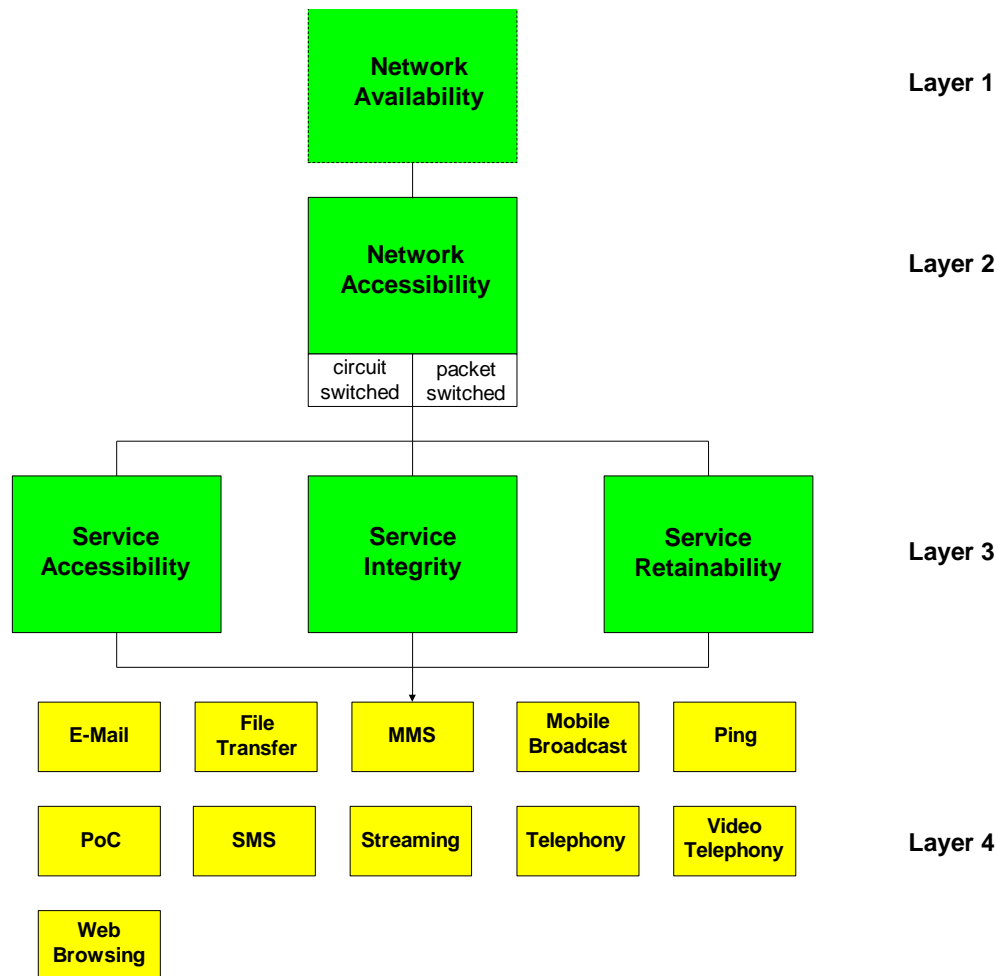 Network
Availability
Layer 1
Network
Accessibility
Layer 2
circuit
switched
packet
switched
Service
Accessibility
Service
Integrity
Service
Retainability
Layer 3
E-Mail
File
Transfer
MMS
Mobile
Broadcast
Ping
PoC
SMS
Streaming
Telephony
Video
Telephony
Layer 4
Web
Browsing